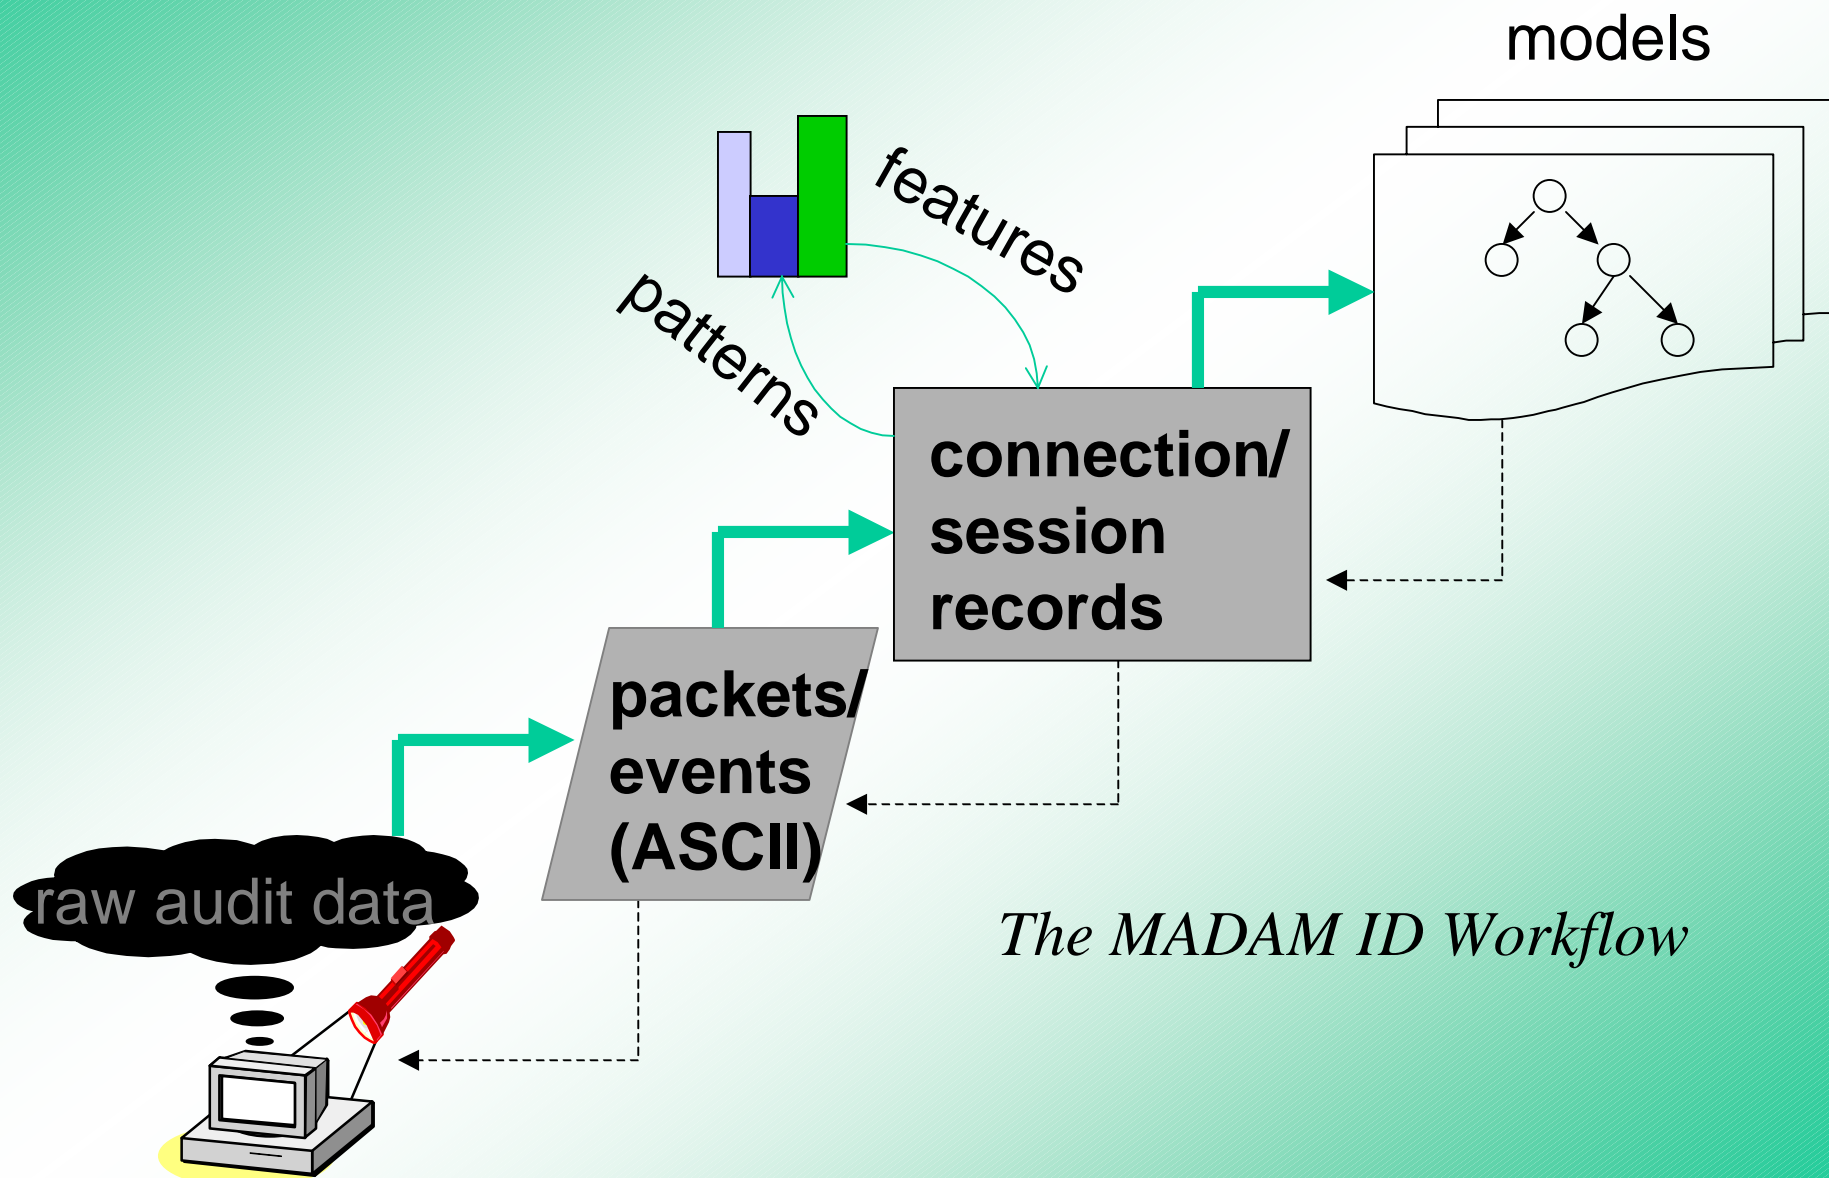 models
features
patterns
connection/
session
records
packets/
events
(ASCII)
raw audit data
The MADAM ID Workflow